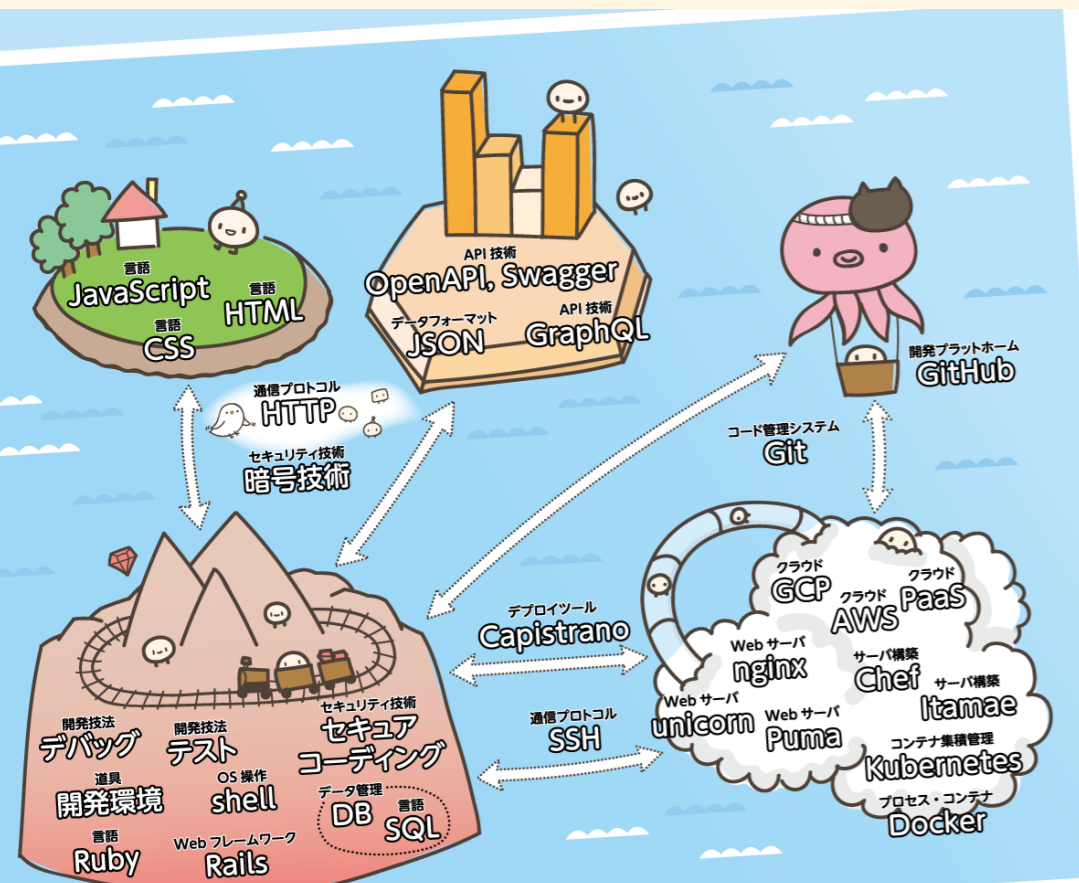 API 技術
OpenAPI, Swagger
API 技術
GraphQL
データフォーマット
JSON
言語
JavaScript
言語
HTML
言語
CSS
開発プラットホーム
GitHub
通信プロトコル
HTTP
セキュリティ技術
暗号技術
コード管理システム
Git
デプロイツール
Capistrano
通信プロトコル
SSH
クラウド
GCP
クラウド
AWS
クラウド
PaaS
Web サーバ
nginx
サーバ構築
Chef
サーバ構築
Itamae
Web サーバ
unicorn
Web サーバ
Puma
コンテナ集積管理
Kubernetes
プロセス・コンテナ
Docker
開発技法
デバッグ
開発技法
テスト
セキュリティ技術
セキュア
コーディング
道具
開発環境
OS 操作
shell
データ管理
DB
言語
SQL
言語
Ruby
Web フレームワーク
Rails